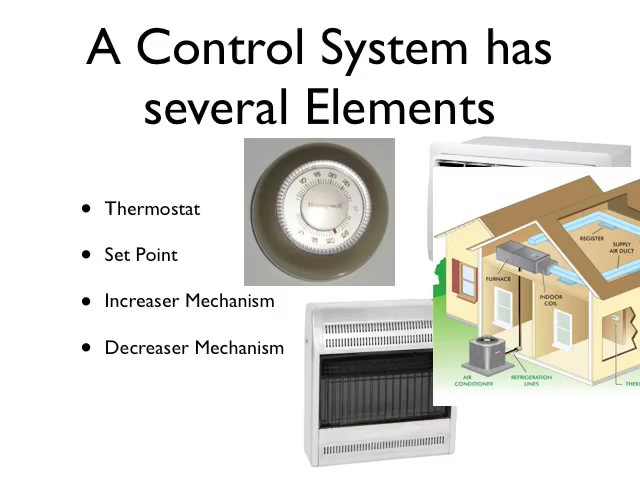 A Control System has
several Elements
• Thermostat
• Set Point
• Increaser Mechanism
• Decreaser Mechanism
Honeywell
REGISTER
SUPPLY
AIR DUCT
FURNACE
INDOOR
COIL
AIR
CONDITIONER
REFRIGERATION
LINES
THER